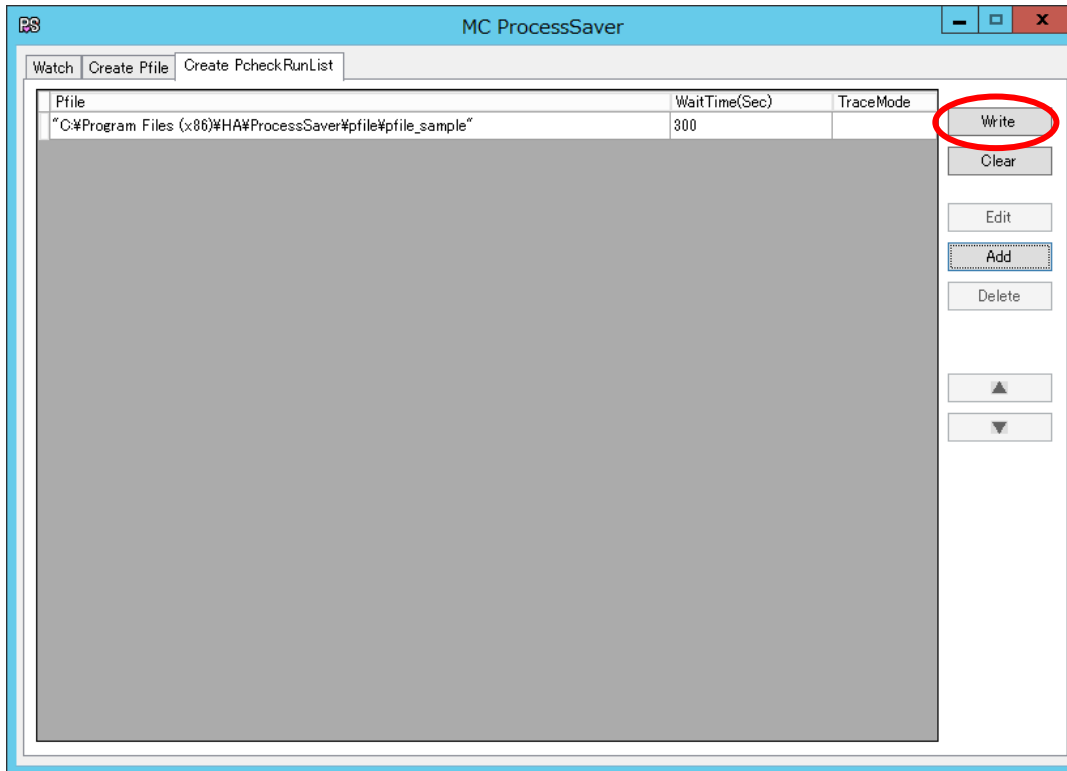 PS MC ProcessSaver
Watch Create Pfile Create PcheckRunList
Pfile WaitTime(Sec) TraceMode
"C:¥Program Files (x86)¥HA¥ProcessSaver¥pfile¥pfile_sample" 300
Write
Clear
Edit
Add
Delete